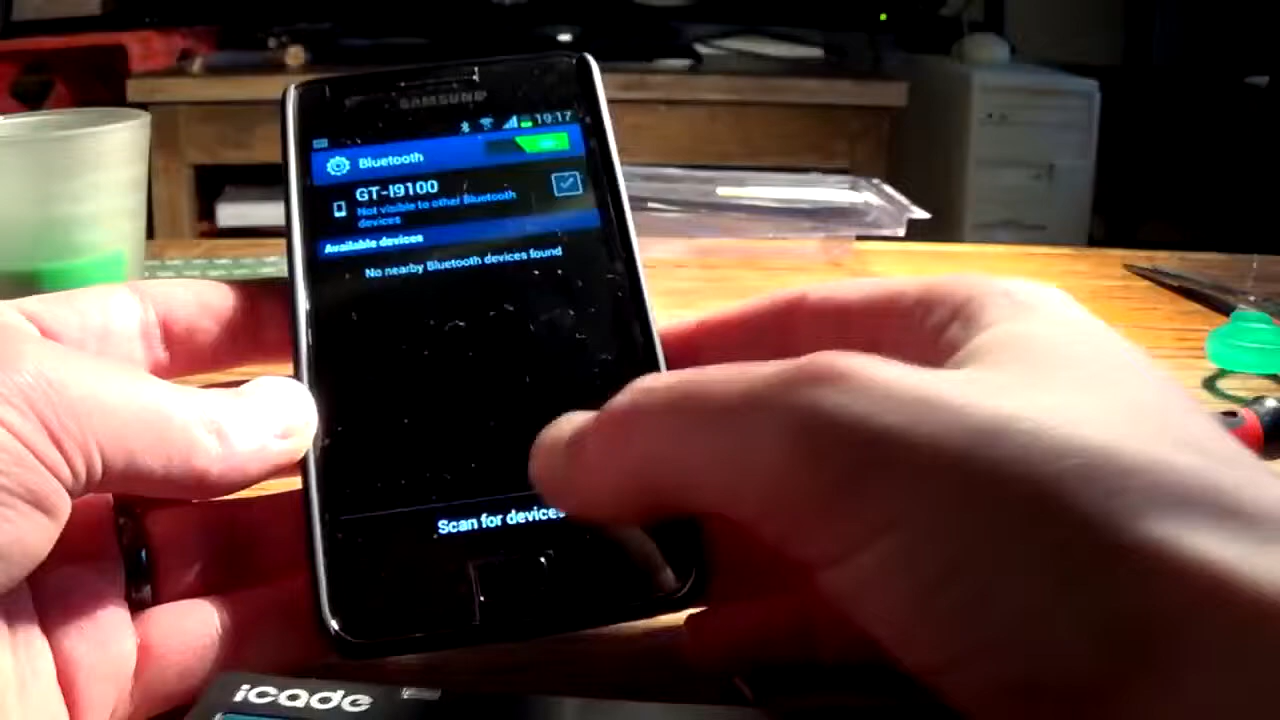 SAMSUNG
19:17
Bluetooth
GT-I9100
Not visible to other Bluetooth
devices
Available devices
No nearby Bluetooth devices found
Scan for devices
icade